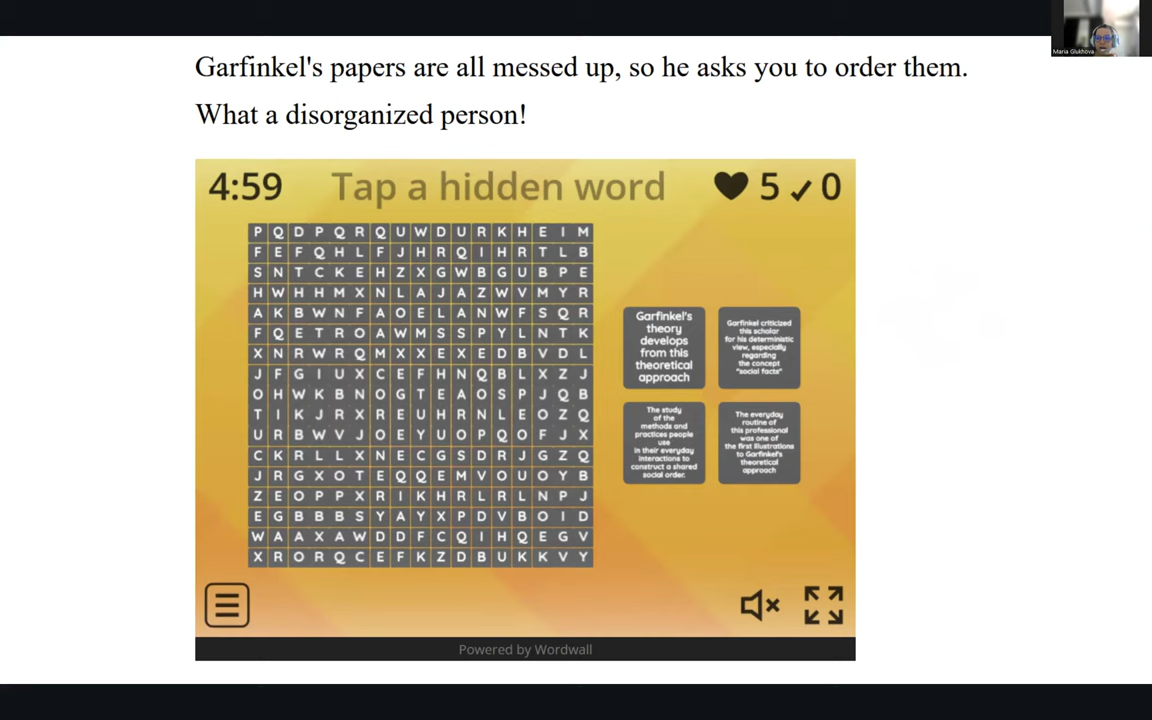 Maria Glukhova
Garfinkel's papers are all messed up, so he asks you to order them.
What a disorganized person!
4:59
Tap a hidden word
5
0
P Q D P Q R Q U W D U R K H E I M
F E F Q H L F J H R Q I H R T L B
S N T C K E H Z X G W B G U B P E
H W H H M X N L A J A Z W V M Y R
A K B W N F A O E L A N W F S Q R
F Q E T R O A W M S S P Y L N T K
X N R W R Q M X X E X E D B V D L
J F G I U X C E F H N Q B L X Z J
O H W K B N O G T E A O S P J Q B
T I K J R X R E U H R N L E O Z Q
U R B W V J O E Y U O P Q O F J X
C K R L L X N E C G S D R J G Z Q
J R G X O T E Q Q E M V O U O Y B
Z E O P P X R I K H R L R L N P J
E G B B B S Y A Y X P D V B O I D
W A A X A W D D F C Q I H Q E G V
X R O R Q C E F K Z D B U K K V Y
Garfinkel's
theory
develops
from this
theoretical
approach
Garfinkel criticized
this scholar
for his deterministic
view, especially
regarding
the concept
"social facts"
The study
of the
methods and
practices people
use
in their everyday
interactions to
construct a shared
social order.
The everyday
routine of
this professional
was one of
the first illustrations
to Garfinkel's
theoretical
approach
Powered by Wordwall